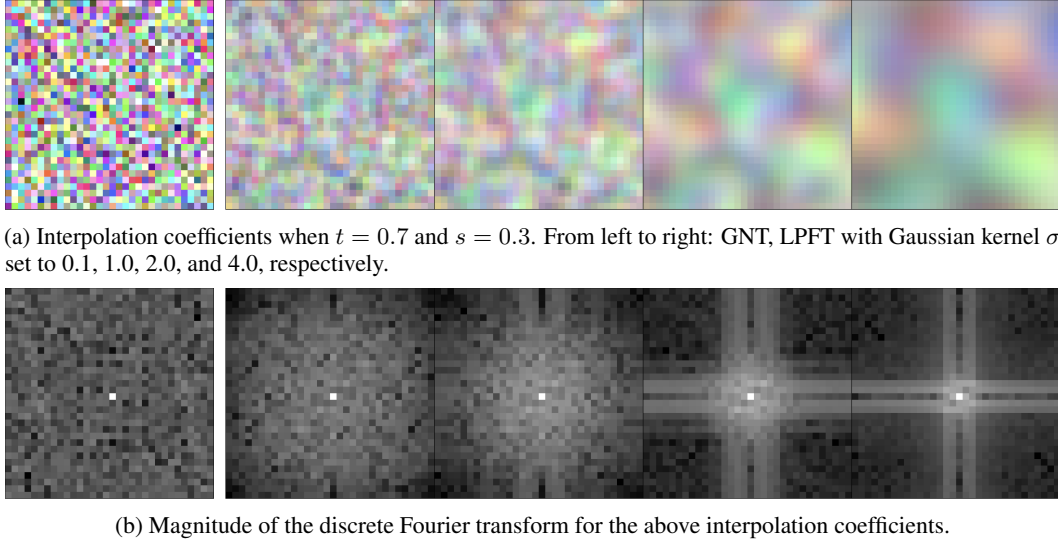 (a) Interpolation coefficients when t = 0.7 and s = 0.3. From left to right: GNT, LPFT with Gaussian kernel σ
set to 0.1, 1.0, 2.0, and 4.0, respectively.
(b) Magnitude of the discrete Fourier transform for the above interpolation coefficients.